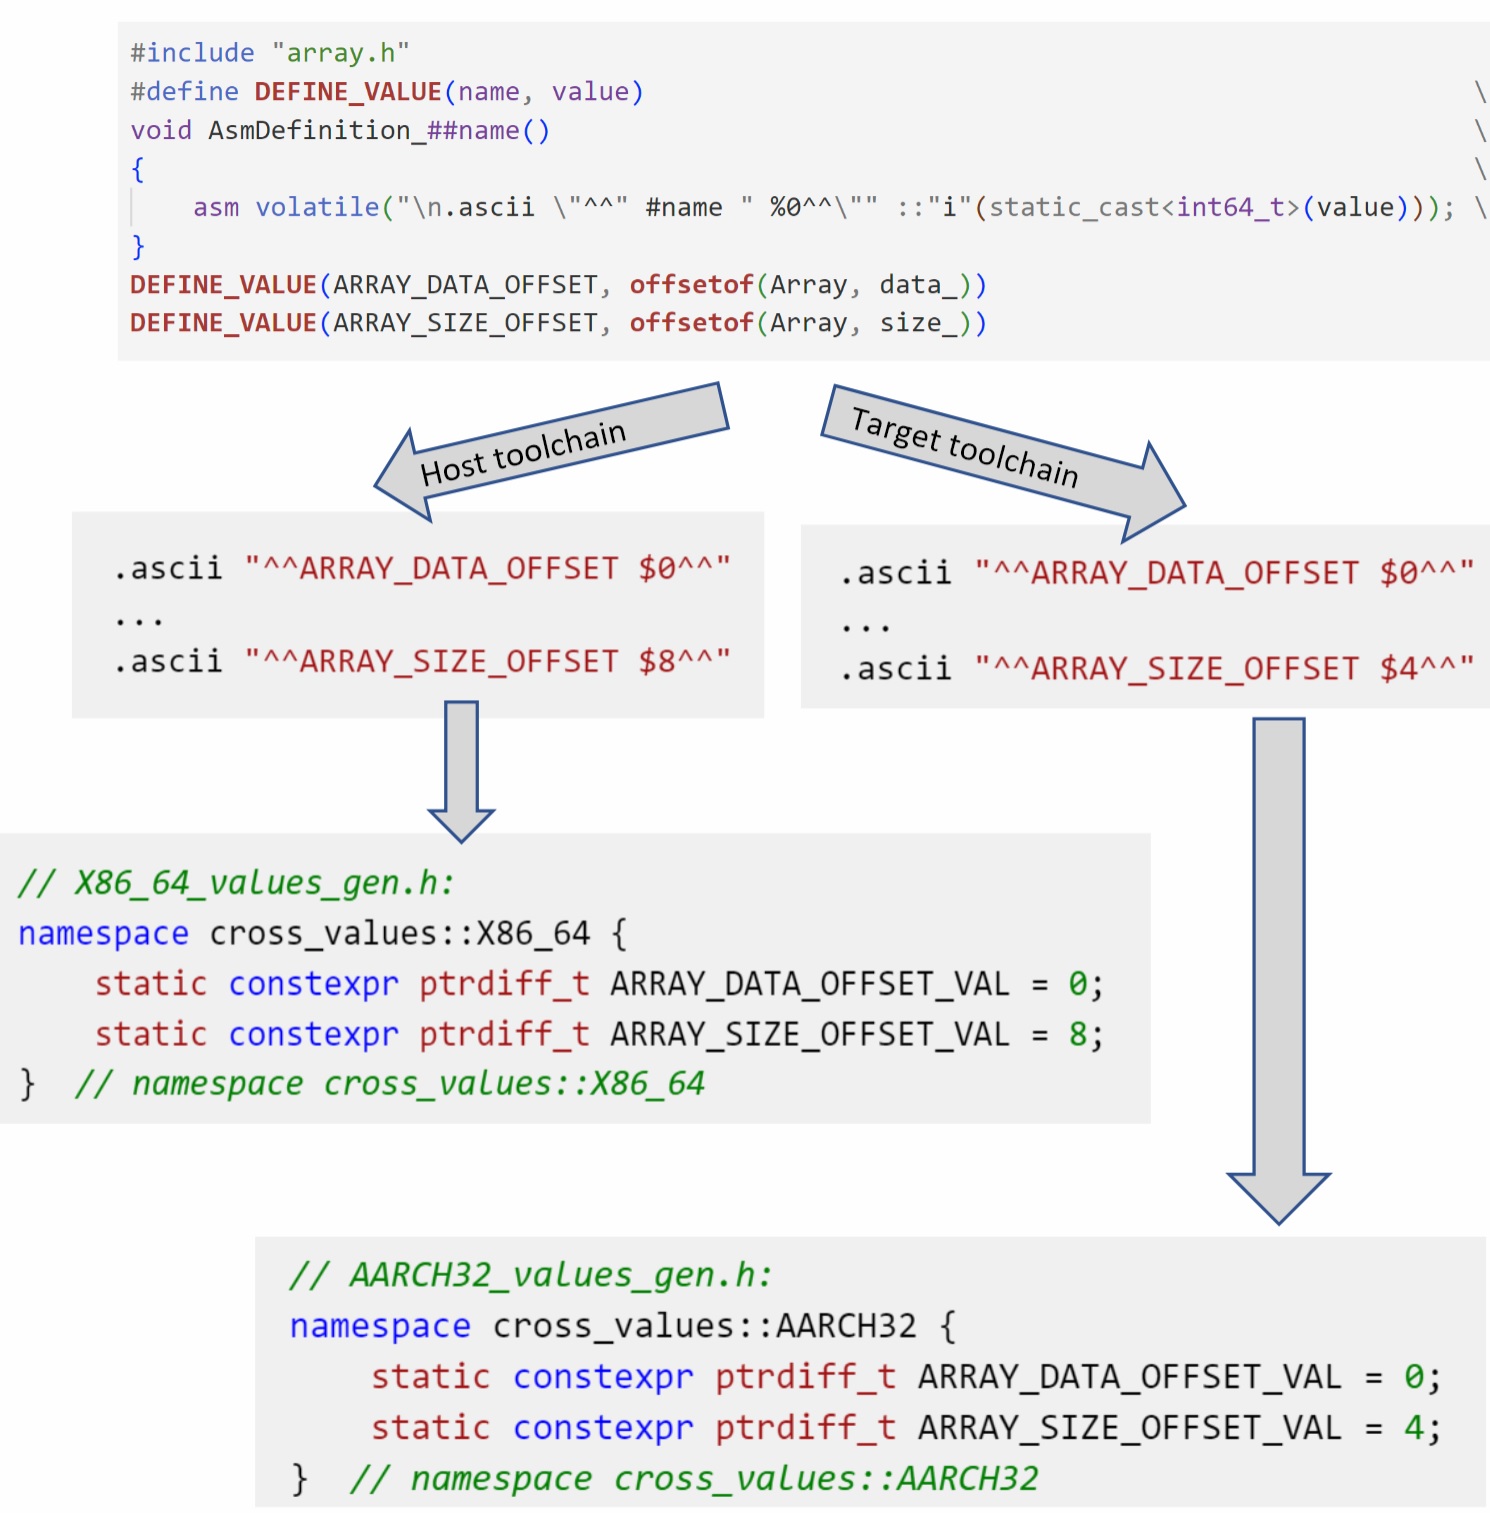 #include "array.h"
#define DEFINE_VALUE(name, value) \
void AsmDefinition_##name() \
{ \
    asm volatile("\n.ascii \"^^" #name " %0^^\"" ::"i"(static_cast<int64_t>(value))); \
}
DEFINE_VALUE(ARRAY_DATA_OFFSET, offsetof(Array, data_))
DEFINE_VALUE(ARRAY_SIZE_OFFSET, offsetof(Array, size_))
Host toolchain
Target toolchain
.ascii "^^ARRAY_DATA_OFFSET $0^^"
...
.ascii "^^ARRAY_SIZE_OFFSET $8^^"
.ascii "^^ARRAY_DATA_OFFSET $0^^"
...
.ascii "^^ARRAY_SIZE_OFFSET $4^^"
// X86_64_values_gen.h:
namespace cross_values::X86_64 {
    static constexpr ptrdiff_t ARRAY_DATA_OFFSET_VAL = 0;
    static constexpr ptrdiff_t ARRAY_SIZE_OFFSET_VAL = 8;
}  // namespace cross_values::X86_64
// AARCH32_values_gen.h:
namespace cross_values::AARCH32 {
    static constexpr ptrdiff_t ARRAY_DATA_OFFSET_VAL = 0;
    static constexpr ptrdiff_t ARRAY_SIZE_OFFSET_VAL = 4;
}  // namespace cross_values::AARCH32